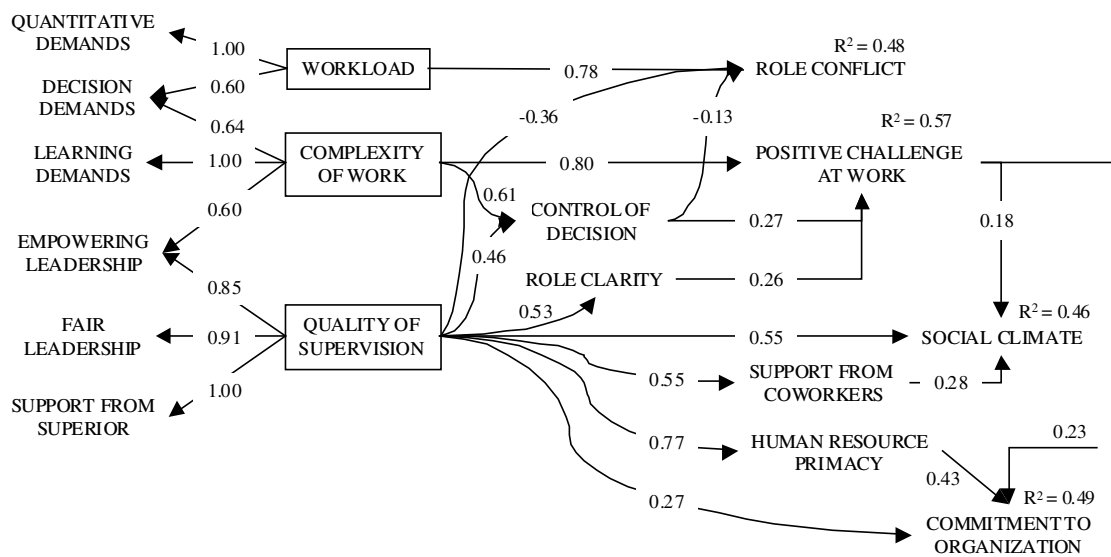 QUANTITATIVE
DEMANDS
1.00
WORKLOAD
0.78
R² = 0.48
ROLE CONFLICT
DECISION
DEMANDS
0.60
0.64
-0.36
-0.13
R² = 0.57
LEARNING
DEMANDS
1.00
COMPLEXITY
OF WORK
0.80
POSITIVE CHALLENGE
AT WORK
0.60
0.61
CONTROL OF
DECISION
0.27
0.18
EMPOWERING
LEADERSHIP
0.46
ROLE CLARITY
0.26
0.85
0.53
FAIR
LEADERSHIP
0.91
QUALITY OF
SUPERVISION
0.55
R² = 0.46
SOCIAL CLIMATE
1.00
0.55
SUPPORT FROM
COWORKERS
0.28
SUPPORT FROM
SUPERIOR
0.77
HUMAN RESOURCE
PRIMACY
0.23
0.43
0.27
R² = 0.49
COMMITMENT TO
ORGANIZATION